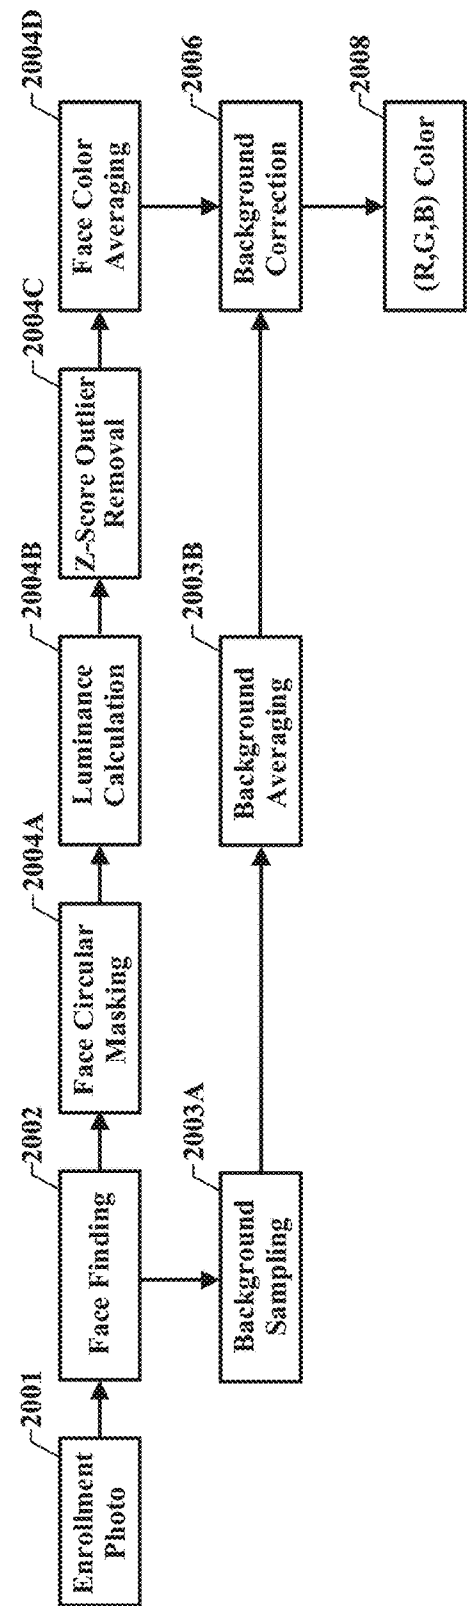 2001
Enrollment
Photo
2002
Face Finding
2004A
Face Circular
Masking
2004B
Luminance
Calculation
2004C
Z-Score Outlier
Removal
2004D
Face Color
Averaging
2003A
Background
Sampling
2003B
Background
Averaging
2006
Background
Correction
2008
(R,G,B) Color